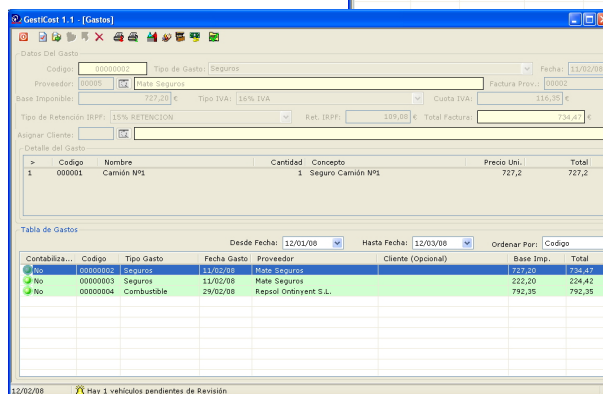 GestiCost 1.1 - [Gastos]
Datos Del Gasto
Codigo: 00000002 Tipo de Gasto: Seguros Fecha: 11/02/08
Proveedor: 00005 Mate Seguros Factura Prov.: 00002
Base Imponible: 727,20 € Tipo IVA: 16% IVA Cuota IVA: 116,35 €
Tipo de Retención IRPF: 15% RETENCION Ret. IRPF: 109,08 € Total Factura: 734,47 €
Asignar Cliente:
Detalle del Gasto
> Codigo Nombre Cantidad Concepto Precio Uni. Total
1 000001 Camión Nº1 1 Seguro Camión Nº1 727,2 727,2
Tabla de Gastos
Desde Fecha: 12/01/08 Hasta Fecha: 12/03/08 Ordenar Por: Codigo
Contabiliza... Codigo Tipo Gasto Fecha Gasto Proveedor Cliente (Opcional) Base Imp. Total
No 00000002 Seguros 11/02/08 Mate Seguros 727,20 734,47
No 00000003 Seguros 11/02/08 Mate Seguros 222,20 224,42
No 00000004 Combustible 29/02/08 Repsol Ontinyent S.L. 792,35 792,35
12/02/08 Hay 1 vehículos pendientes de Revisión